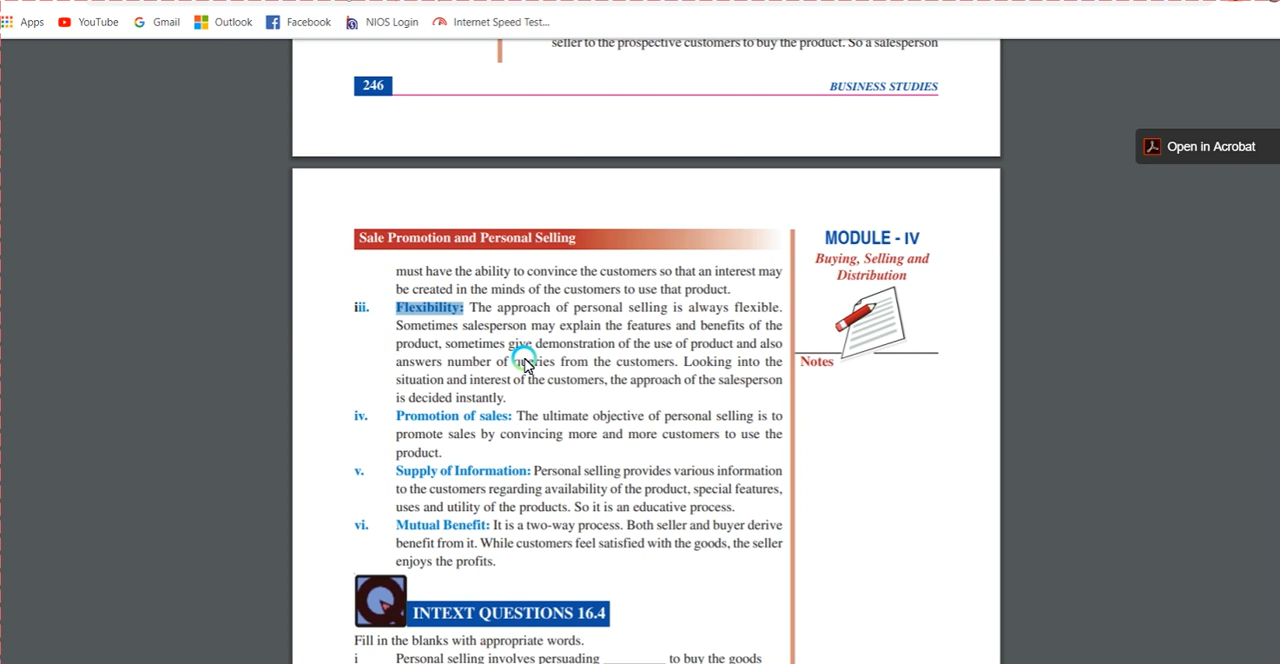 Apps YouTube Gmail Outlook Facebook NIOS Login Internet Speed Test...
seller to the prospective customers to buy the product. So a salesperson
246 BUSINESS STUDIES
Open in Acrobat
Sale Promotion and Personal Selling
MODULE - IV
Buying, Selling and
Distribution
Notes
must have the ability to convince the customers so that an interest may
be created in the minds of the customers to use that product.
iii. Flexibility: The approach of personal selling is always flexible.
Sometimes salesperson may explain the features and benefits of the
product, sometimes give demonstration of the use of product and also
answers number of queries from the customers. Looking into the
situation and interest of the customers, the approach of the salesperson
is decided instantly.
iv. Promotion of sales: The ultimate objective of personal selling is to
promote sales by convincing more and more customers to use the
product.
v. Supply of Information: Personal selling provides various information
to the customers regarding availability of the product, special features,
uses and utility of the products. So it is an educative process.
vi. Mutual Benefit: It is a two-way process. Both seller and buyer derive
benefit from it. While customers feel satisfied with the goods, the seller
enjoys the profits.
INTEXT QUESTIONS 16.4
Fill in the blanks with appropriate words.
i Personal selling involves persuading ________ to buy the goods